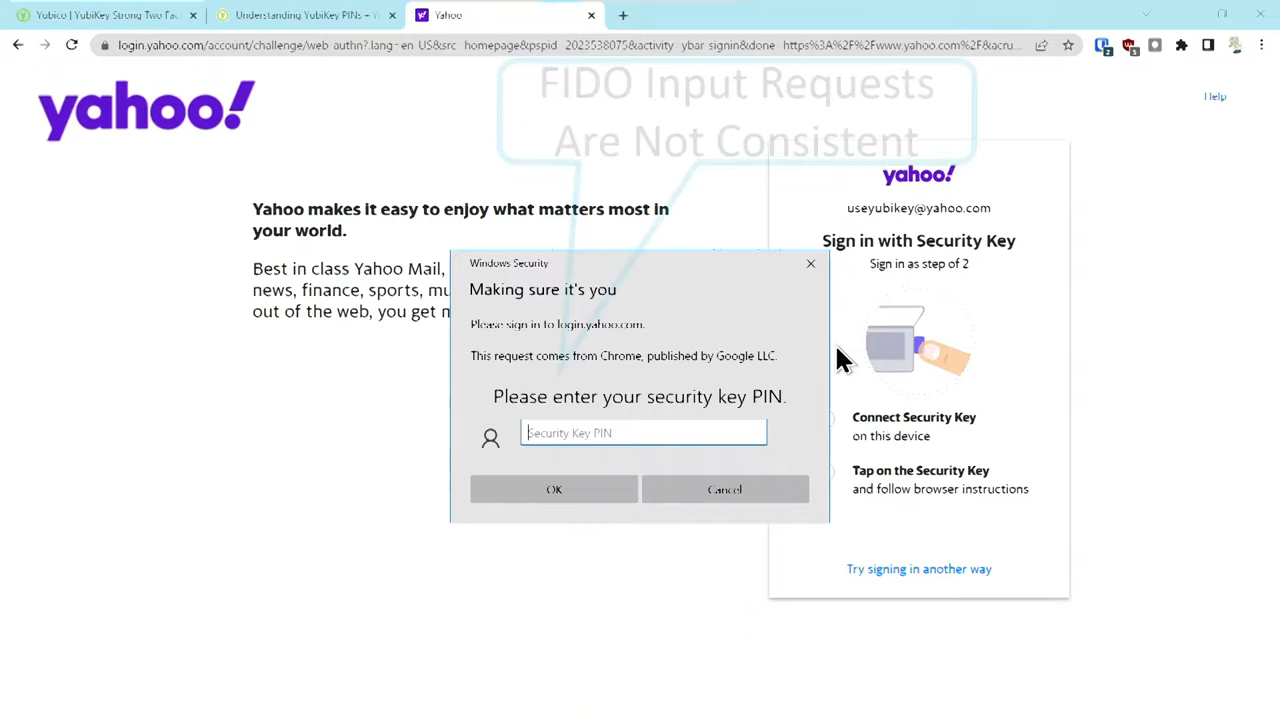 Yubico | YubiKey Strong Two Fac
Understanding YubiKey PINs + Y
Yahoo
login.yahoo.com/account/challenge/web authn?.lang en US&src homepage&pspid 2023538075&activity ybar signin&done https%3A%2F%2Fwww.yahoo.com%2F&acru...
2
5
FIDO Input Requests
Are Not Consistent
yahoo!
Help
Yahoo makes it easy to enjoy what matters most in
your world.
Best in class Yahoo Mail,
news, finance, sports, mu
out of the web, you get m
Windows Security
Making sure it's you
Please sign in to login.yahoo.com.
This request comes from Chrome, published by Google LLC.
Please enter your security key PIN.
Security Key PIN
OK
Cancel
yahoo!
useyubikey@yahoo.com
Sign in with Security Key
Sign in as step of 2
Connect Security Key
on this device
Tap on the Security Key
and follow browser instructions
Try signing in another way